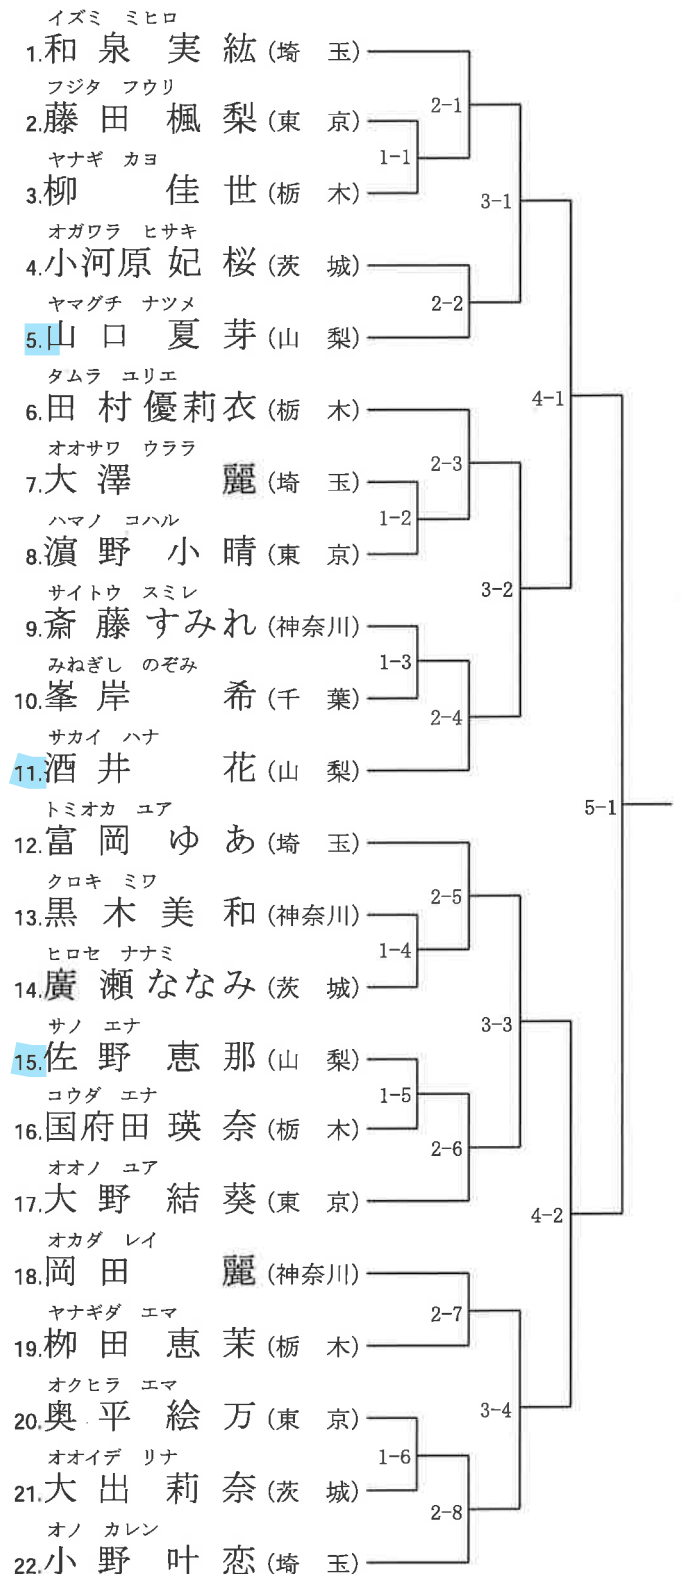 イズミ ミヒロ
1.和泉 実紘(埼 玉)
フジタ フウリ
2.藤田 楓梨(東 京)
ヤナギ カヨ
3.柳 佳世(栃 木)
オガワラ ヒサキ
4.小河原妃桜(茨 城)
ヤマグチ ナツメ
5.山口 夏芽(山 梨)
タムラ ユリエ
6.田村優莉衣(栃 木)
オオサワ ウララ
7.大澤 麗(埼 玉)
ハマノ コハル
8.濵野 小晴(東 京)
サイトウ スミレ
9.斎藤すみれ(神奈川)
みねぎし のぞみ
10.峯岸 希(千 葉)
サカイ ハナ
11.酒井 花(山 梨)
トミオカ ユア
12.富岡 ゆあ(埼 玉)
クロキ ミワ
13.黒木美和(神奈川)
ヒロセ ナナミ
14.廣瀬ななみ(茨 城)
サノ エナ
15.佐野 恵那(山 梨)
コウダ エナ
16.国府田瑛奈(栃 木)
オオノ ユア
17.大野 結葵(東 京)
オカダ レイ
18.岡田 麗(神奈川)
ヤナギダ エマ
19.栁田 恵茉(栃 木)
オクヒラ エマ
20.奥平 絵万(東 京)
オオイデ リナ
21.大出 莉奈(茨 城)
オノ カレン
22.小野 叶恋(埼 玉)
1-1
1-2
1-3
1-4
1-5
1-6
2-1
2-2
2-3
2-4
2-5
2-6
2-7
2-8
3-1
3-2
3-3
3-4
4-1
4-2
5-1